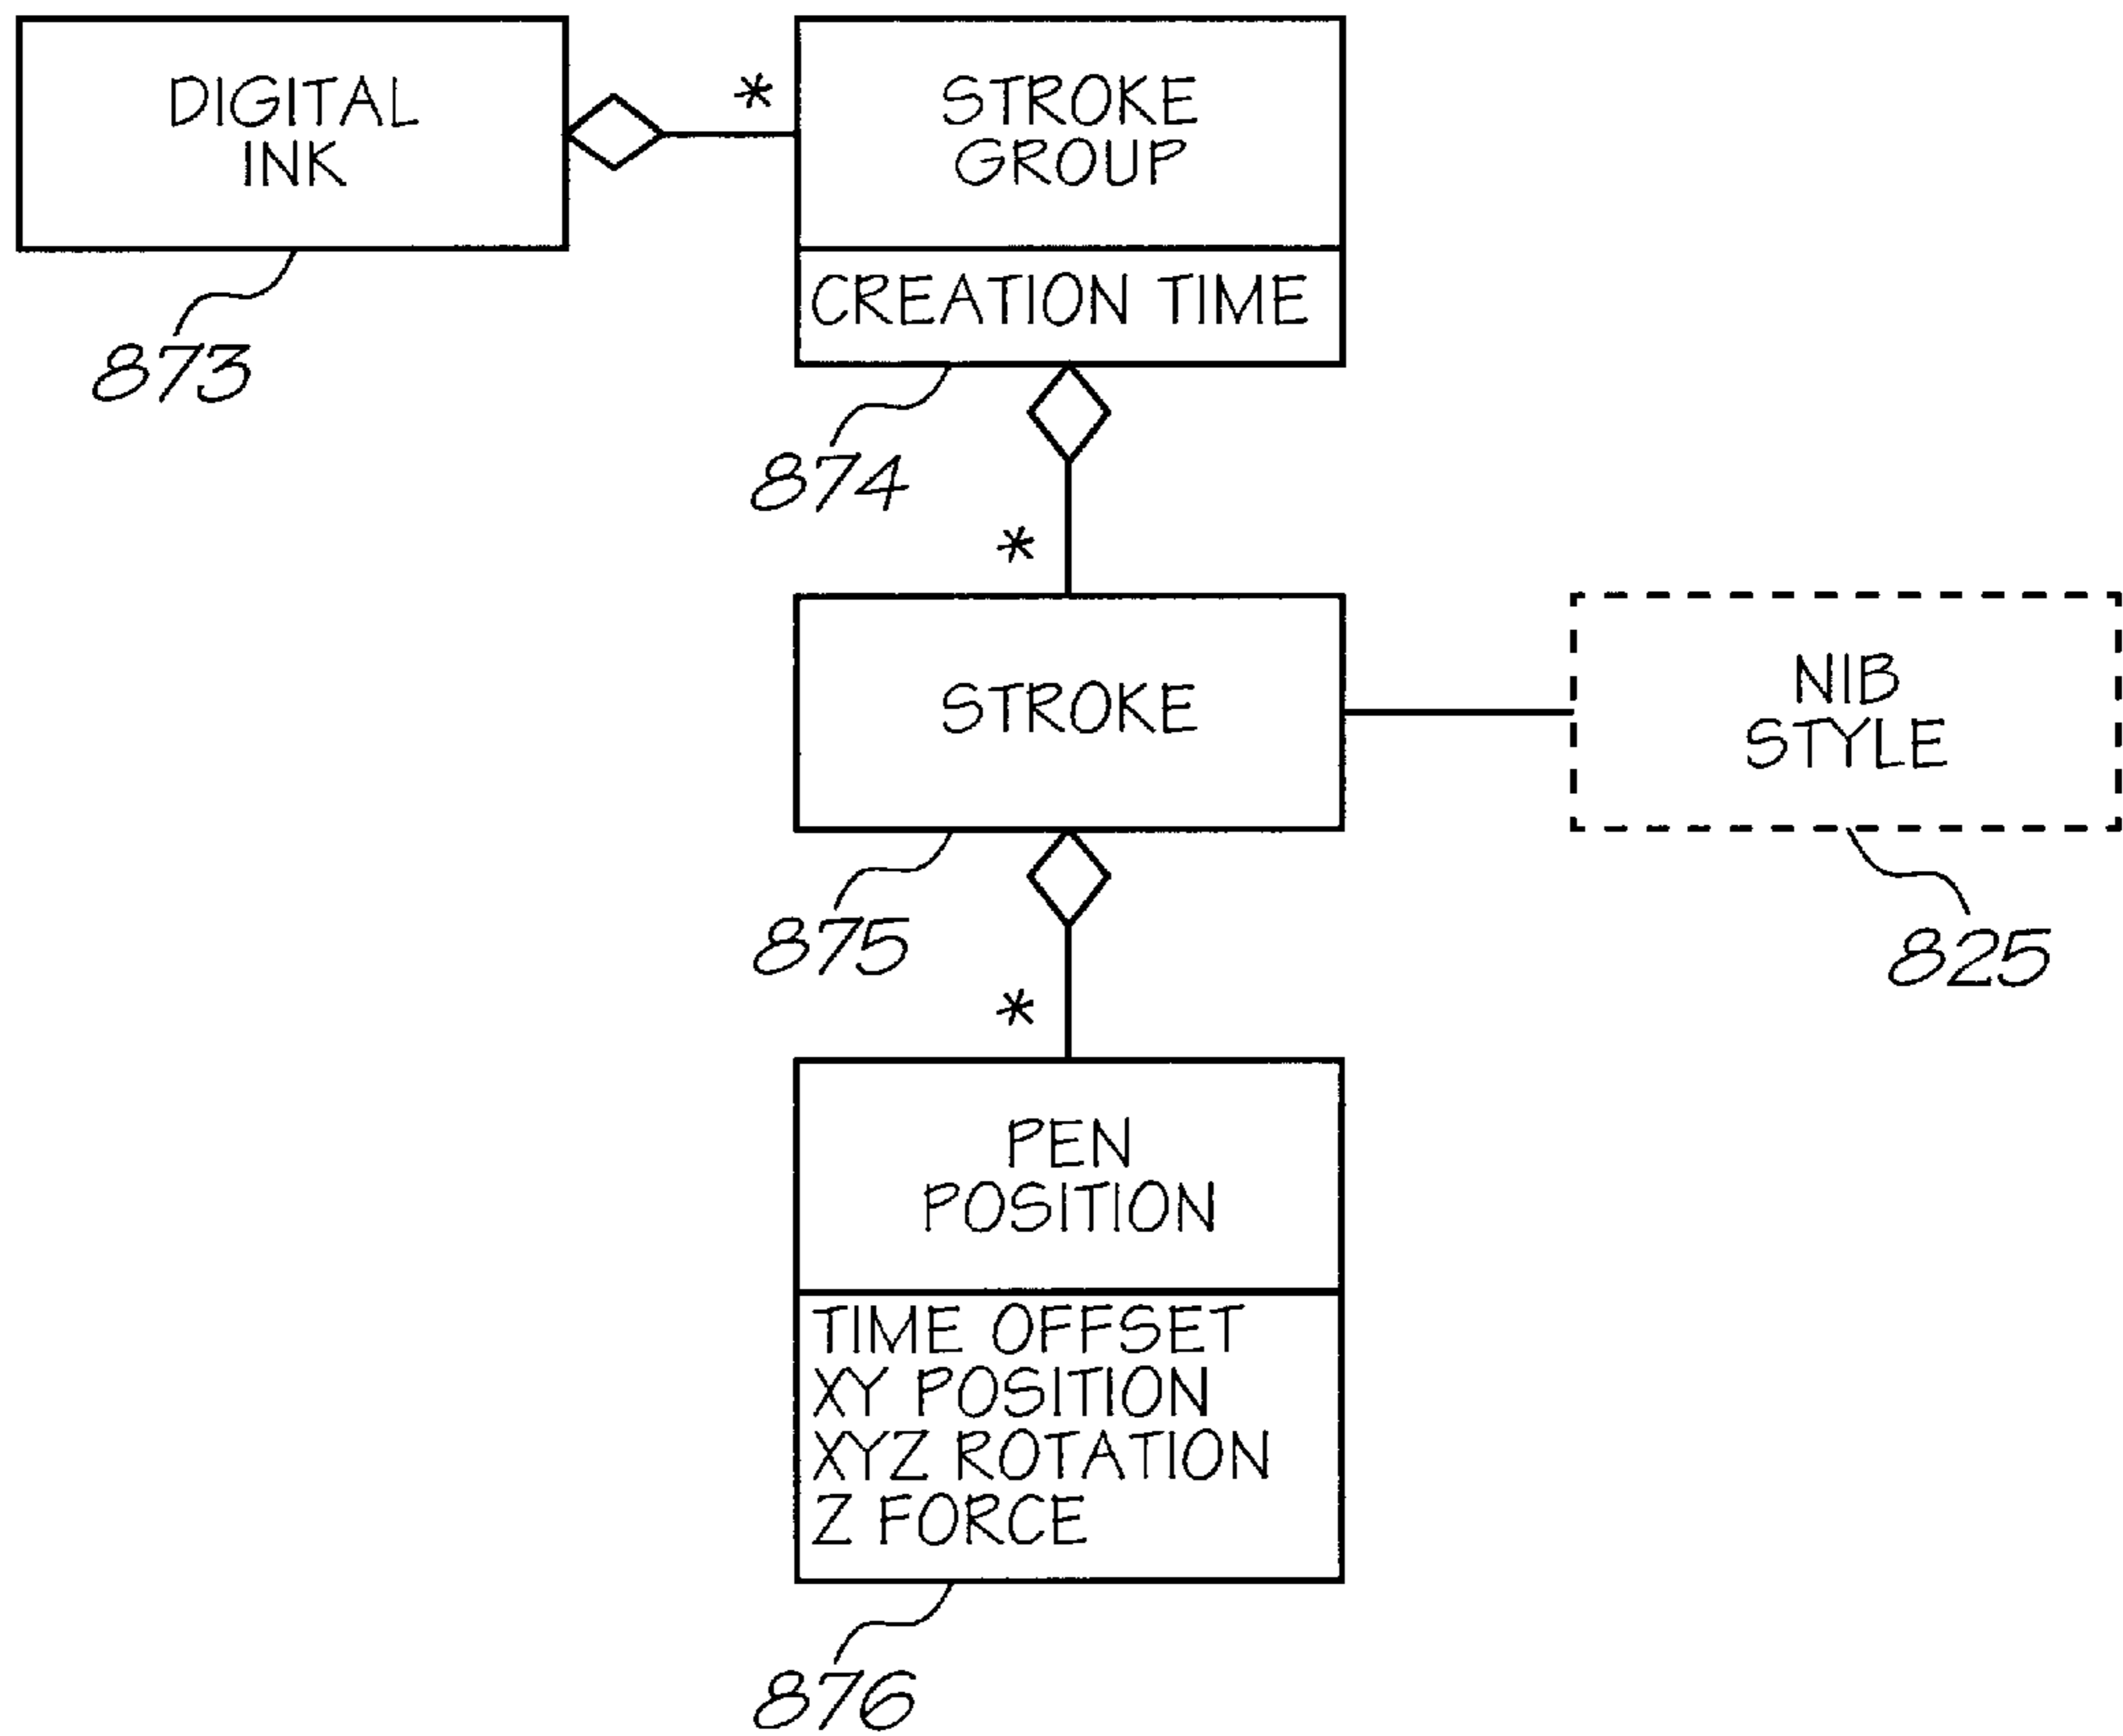 DIGITAL
INK
873
*
STROKE
GROUP
CREATION TIME
874
*
STROKE
875
NIB
STYLE
825
*
PEN
POSITION
TIME OFFSET
XY POSITION
XYZ ROTATION
Z FORCE
876